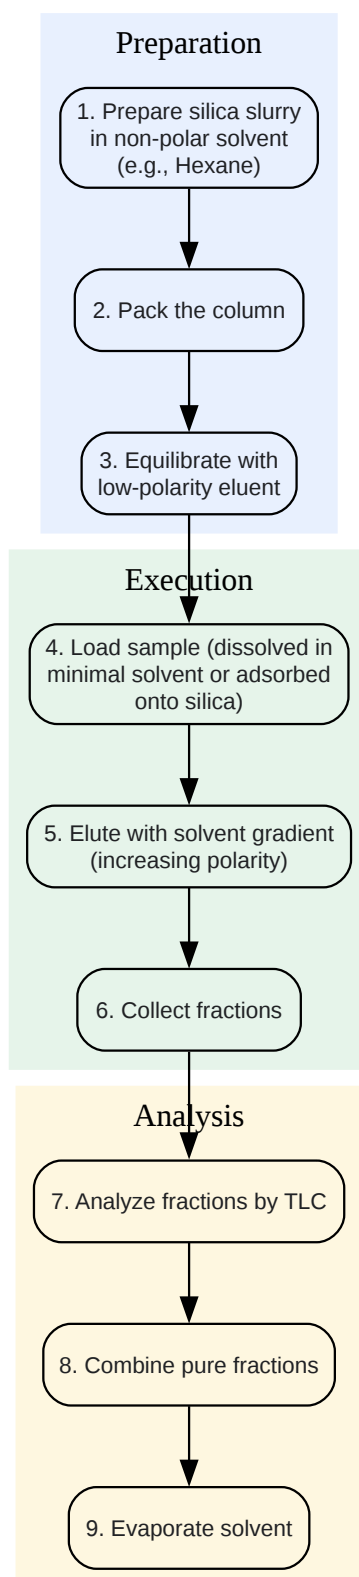 Preparation
1. Prepare silica slurry
in non-polar solvent
(e.g., Hexane)
2. Pack the column
3. Equilibrate with
low-polarity eluent
Execution
4. Load sample (dissolved in
minimal solvent or adsorbed
onto silica)
5. Elute with solvent gradient
(increasing polarity)
6. Collect fractions
Analysis
7. Analyze fractions by TLC
8. Combine pure fractions
9. Evaporate solvent